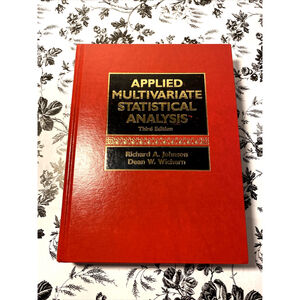 APPLIED
MULTIVARIATE
STATISTICAL
ANALYSIS
Third Edition
Richard A. Johnson
Dean W. Wichern